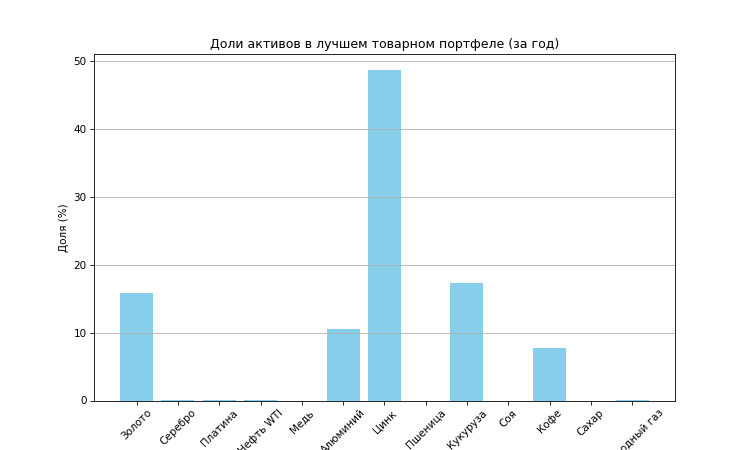 Доли активов в лучшем товарном портфеле (за год)
Доля (%)
50
40
30
20
10
0
Золото
Серебро
Платина
Нефть WTI
Медь
Алюминий
Цинк
Пшеница
Кукуруза
Соя
Кофе
Сахар
газ